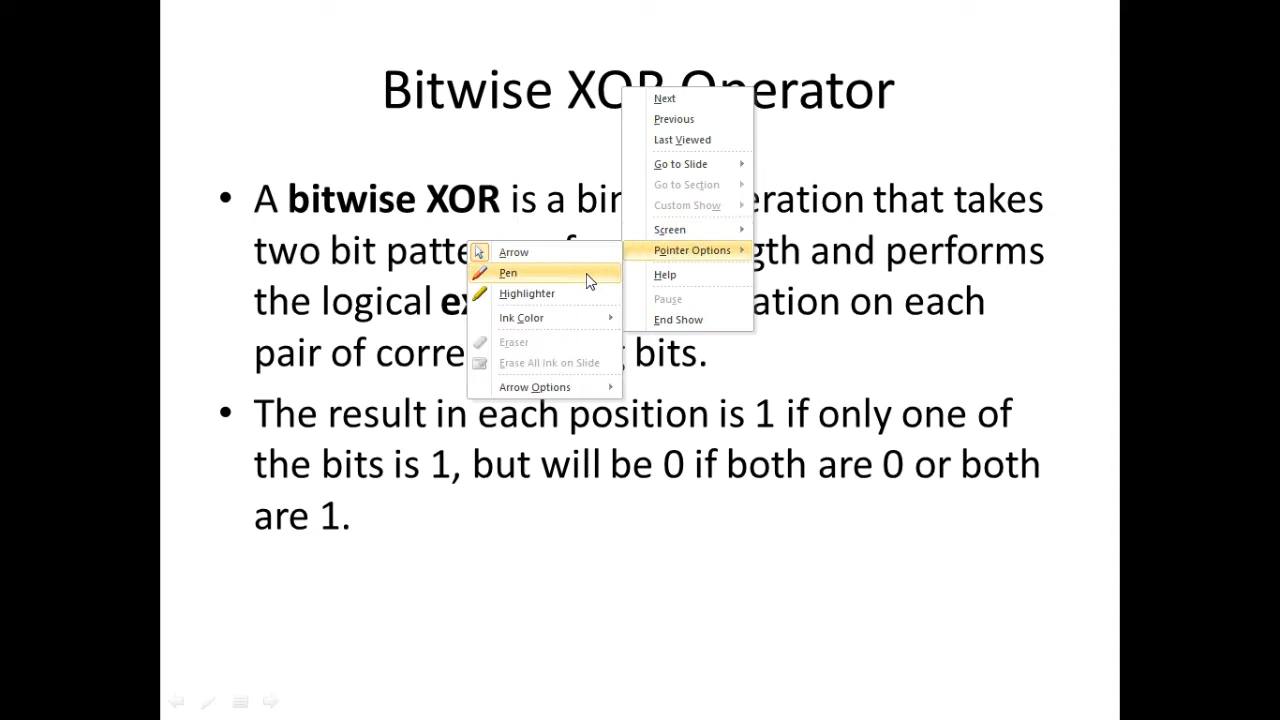 Bitwise XOR Operator
• A bitwise XOR is a bin eration that takes
two bit patte gth and performs
the logical ex ation on each
pair of corre g bits.
• The result in each position is 1 if only one of
the bits is 1, but will be 0 if both are 0 or both
are 1.
Next
Previous
Last Viewed
Go to Slide
Go to Section
Custom Show
Screen
Pointer Options
Help
Pause
End Show
Arrow
Pen
Highlighter
Ink Color
Eraser
Erase All Ink on Slide
Arrow Options